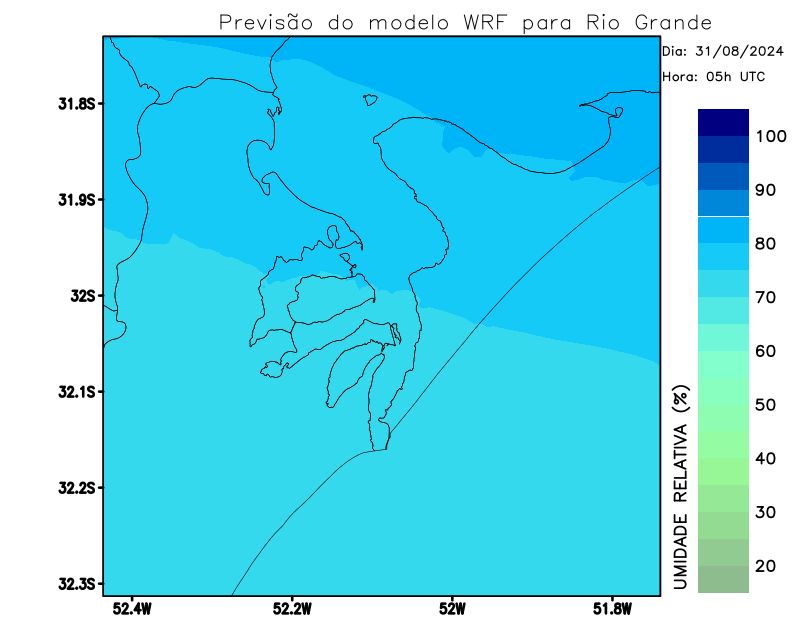 Previsão do modelo WRF para Rio Grande
Dia: 31/08/2024
Hora: 05h UTC
31.8S
31.9S
32S
32.1S
32.2S
32.3S
52.4W
52.2W
52W
51.8W
UMIDADE RELATIVA (%)
100
90
80
70
60
50
40
30
20